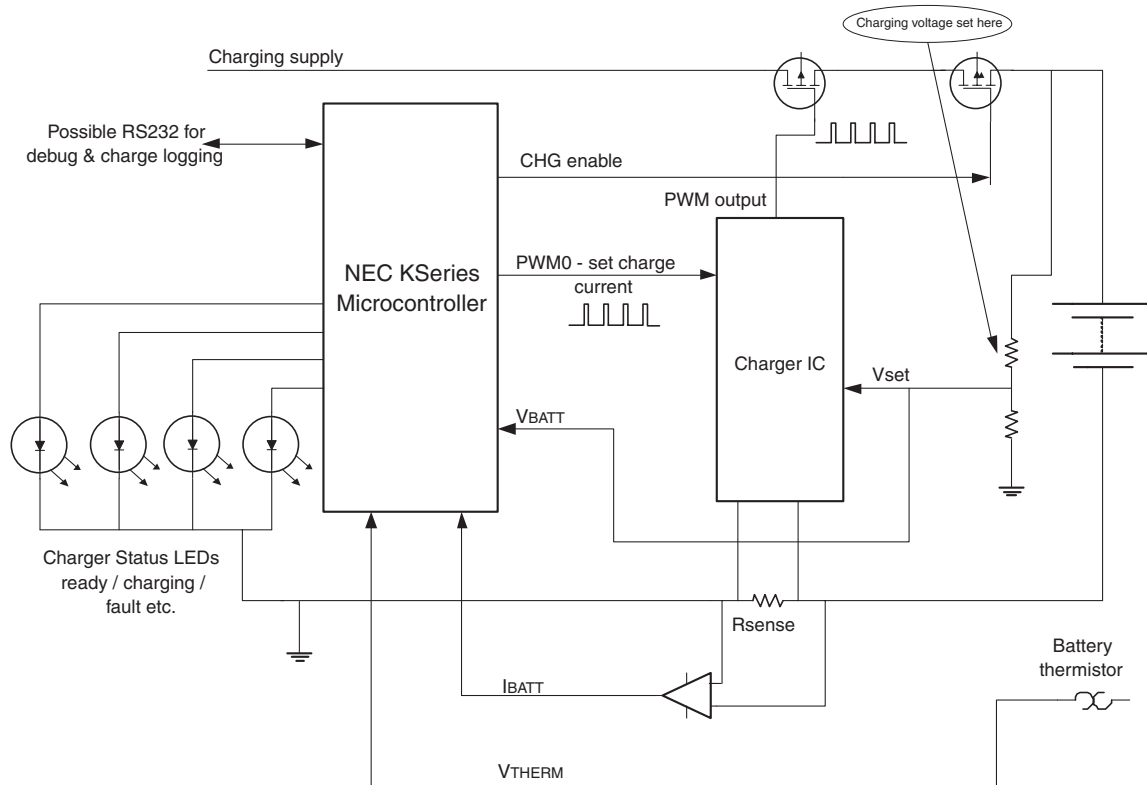 Charging voltage set here
Charging supply
Possible RS232 for
debug & charge logging
CHG enable
PWM output
NEC KSeries
Microcontroller
PWM0 - set charge
current
Charger IC
Vset
VBATT
Charger Status LEDs
ready / charging /
fault etc.
Rsense
Battery
thermistor
IBATT
VTHERM